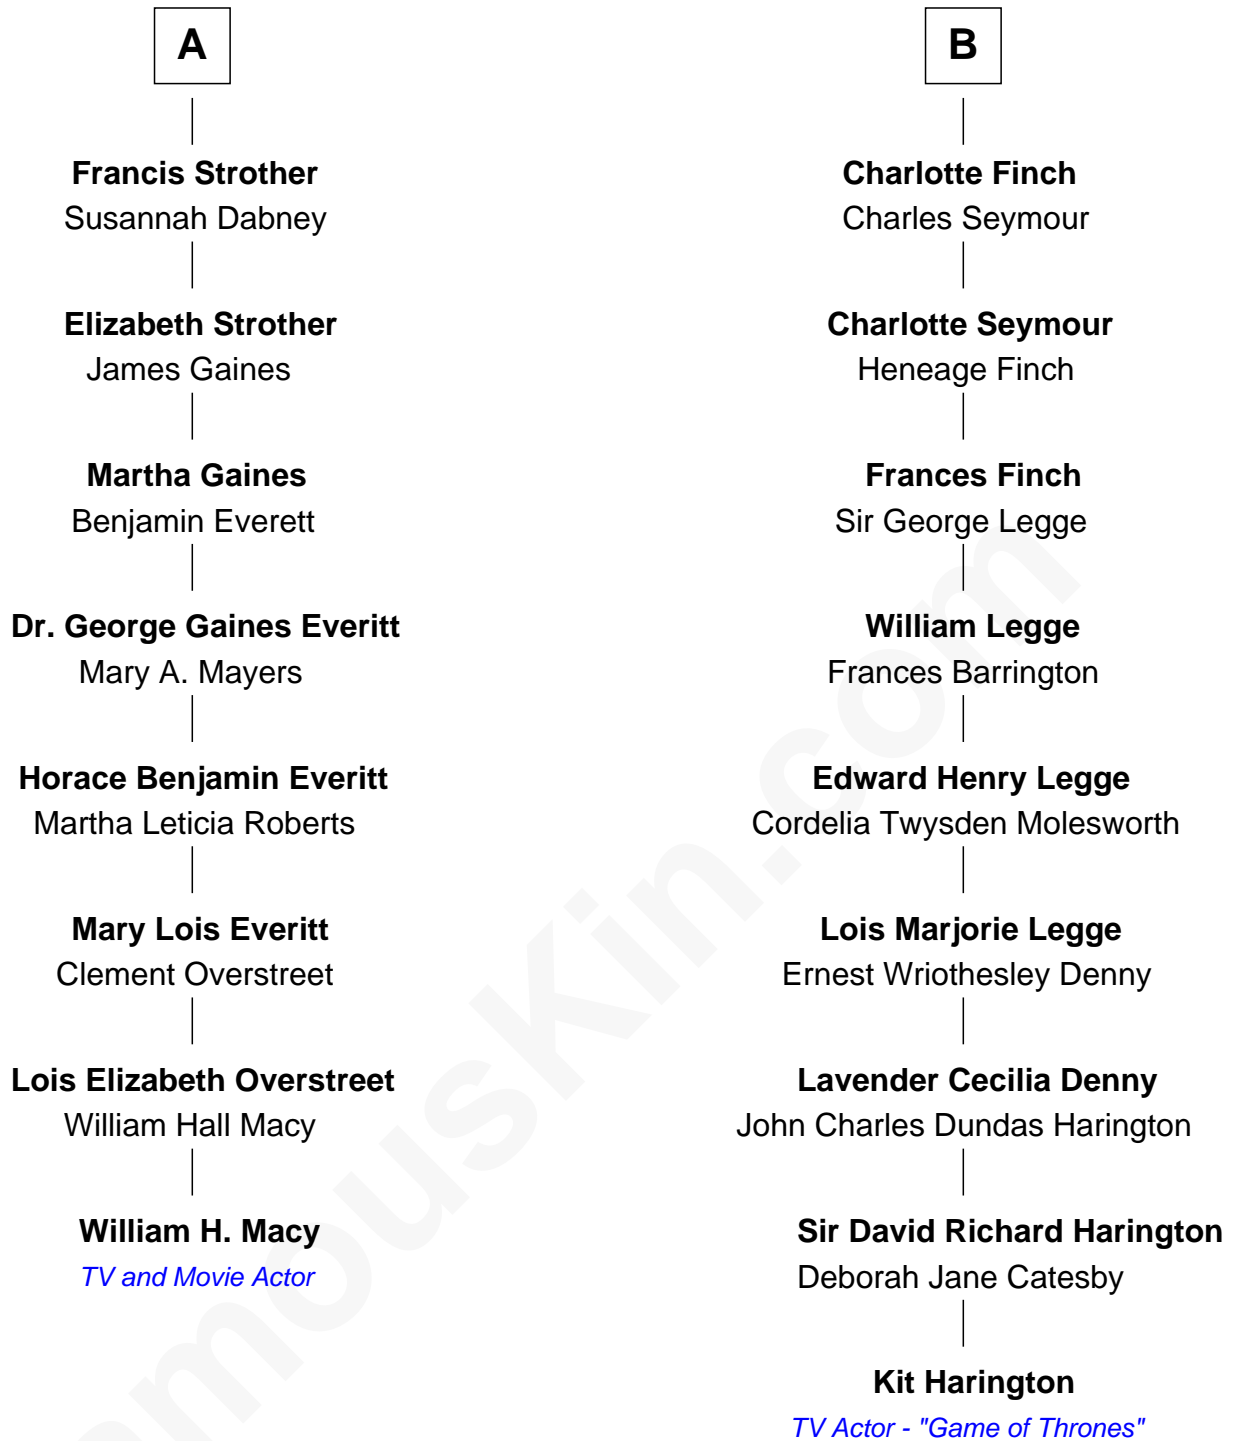 A
Francis Strother
Susannah Dabney
Elizabeth Strother
James Gaines
Martha Gaines
Benjamin Everett
Dr. George Gaines Everitt
Mary A. Mayers
Horace Benjamin Everitt
Martha Leticia Roberts
Mary Lois Everitt
Clement Overstreet
Lois Elizabeth Overstreet
William Hall Macy
William H. Macy
TV and Movie Actor
B
Charlotte Finch
Charles Seymour
Charlotte Seymour
Heneage Finch
Frances Finch
Sir George Legge
William Legge
Frances Barrington
Edward Henry Legge
Cordelia Twysden Molesworth
Lois Marjorie Legge
Ernest Wriothesley Denny
Lavender Cecilia Denny
John Charles Dundas Harington
Sir David Richard Harington
Deborah Jane Catesby
Kit Harington
TV Actor - "Game of Thrones"
amousKin.com